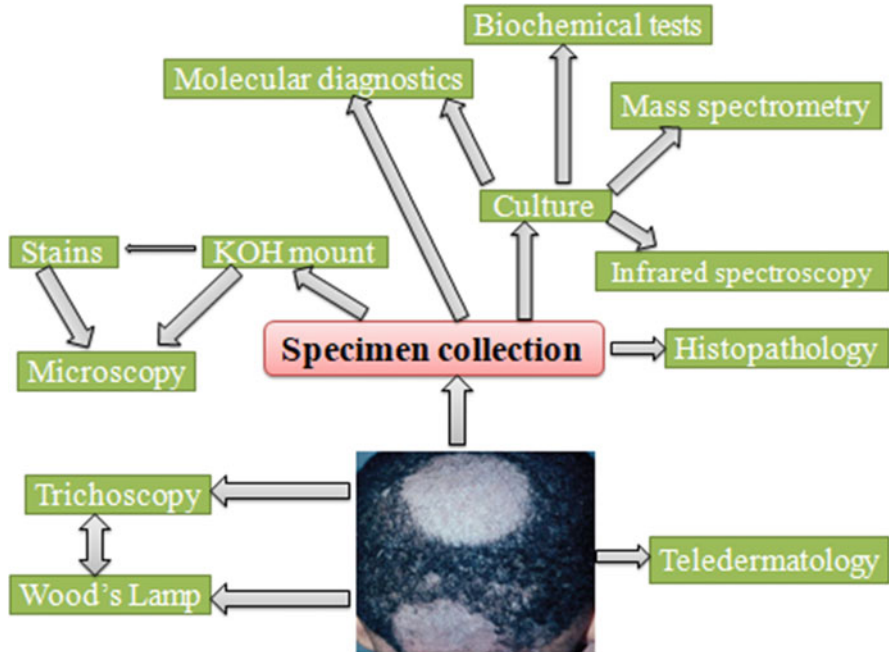 Biochemical tests
Molecular diagnostics
Mass spectrometry
Culture
Stains
KOH mount
Infrared spectroscopy
Specimen collection
Histopathology
Microscopy
Trichoscopy
Teledermatology
Wood's Lamp